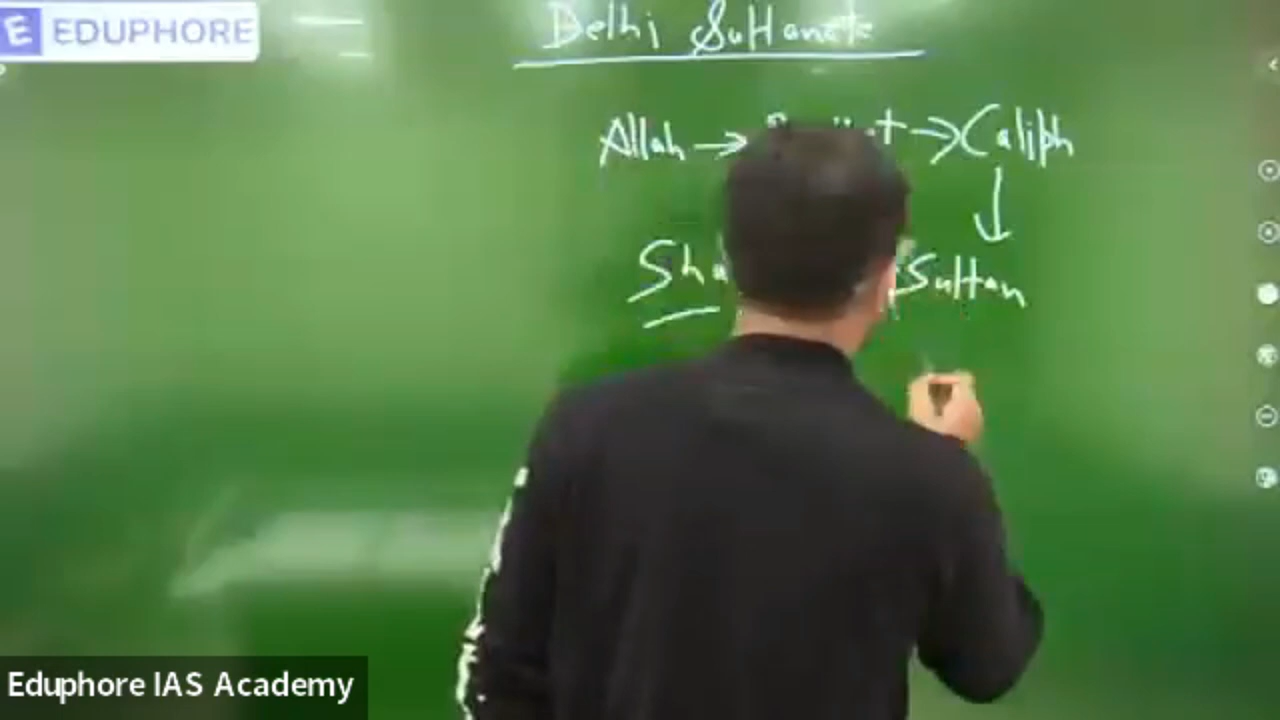 EDUPHORE
Delhi Sultanate
Allah → → Caliph
↓
Sultan
Eduphore IAS Academy